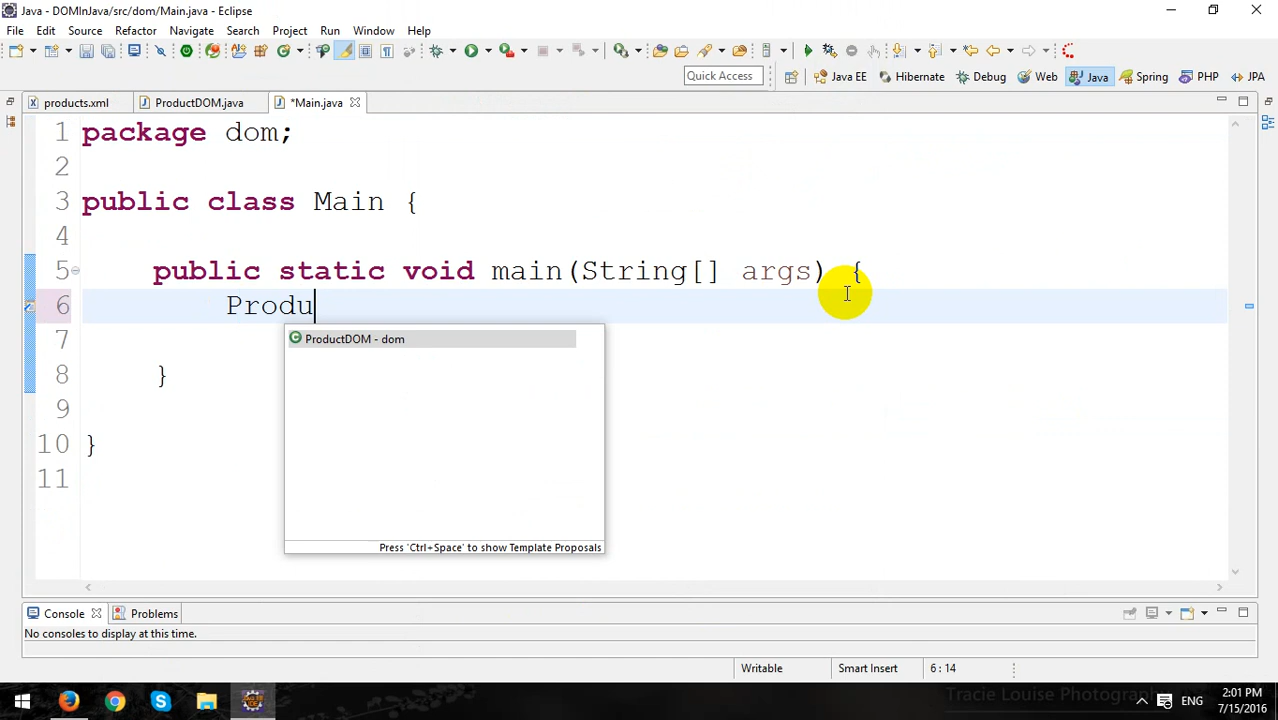 Java - DOMInJava/src/dom/Main.java - Eclipse
File Edit Source Refactor Navigate Search Project Run Window Help
Quick Access Java EE Hibernate Debug Web Java Spring PHP JPA
products.xml ProductDOM.java *Main.java
1 package dom;
2
3 public class Main {
4
5 public static void main(String[] args) {
6 Produ
ProductDOM - dom
7
8 }
9
10 }
11
Press 'Ctrl+Space' to show Template Proposals
Console Problems
No consoles to display at this time.
Writable Smart Insert 6 : 14
Tracie Louise Photography
ENG 2:01 PM
7/15/2016